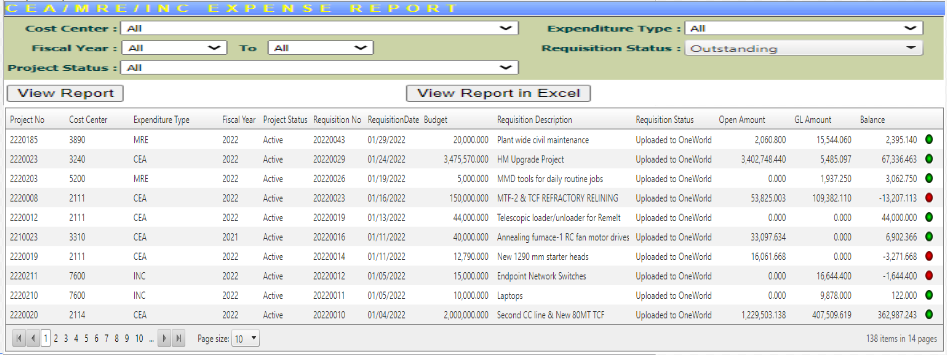 CEA/MRE/INC EXPENSE REPORT
Cost Center : All Expenditure Type : All
Fiscal Year : All To : All Requisition Status : Outstanding
Project Status : All
View Report View Report in Excel
Project No Cost Center Expenditure Type Fiscal Year Project Status Requisition No RequisitionDate Budget Requisition Description Requisition Status Open Amount GL Amount Balance
2220185 3890 MRE 2022 Active 20220043 01/29/2022 20,000.000 Plant wide civil maintenance Uploaded to OneWorld 2,060.800 15,544.060 2,395.140
2220023 3240 CEA 2022 Active 20220029 01/24/2022 3,475,570.000 HM Upgrade Project Uploaded to OneWorld 3,402,748.440 5,485.097 67,336.463
2220203 5200 MRE 2022 Active 20220026 01/19/2022 5,000.000 MMD tools for daily routine jobs Uploaded to OneWorld 0.000 1,937.250 3,062.750
2220008 2111 CEA 2022 Active 20220023 01/16/2022 150,000.000 MTF-2 & TCF REFRACTORY RELINING Uploaded to OneWorld 53,825.003 109,382.110 -13,207.113
2220012 2111 CEA 2022 Active 20220019 01/13/2022 44,000.000 Telescopic loader/unloader for Remelt Uploaded to OneWorld 0.000 0.000 44,000.000
2210023 3310 CEA 2021 Active 20220016 01/11/2022 40,000.000 Annealing furnace-1 RC fan motor drives Uploaded to OneWorld 33,097.634 0.000 6,902.366
2220019 2111 CEA 2022 Active 20220014 01/11/2022 12,790.000 New 1290 mm starter heads Uploaded to OneWorld 16,061.668 0.000 -3,271.668
2220211 7600 INC 2022 Active 20220012 01/05/2022 15,000.000 Endpoint Network Switches Uploaded to OneWorld 0.000 16,644.400 -1,644.400
2220210 7600 INC 2022 Active 20220011 01/05/2022 10,000.000 Laptops Uploaded to OneWorld 0.000 9,878.000 122.000
2220020 2114 CEA 2022 Active 20220010 01/04/2022 2,000,000.000 Second CC line & New 80MT TCF Uploaded to OneWorld 1,229,503.138 407,509.619 362,987.243
1 2 3 4 5 6 7 8 9 10 ... Page size: 10 138 items in 14 pages